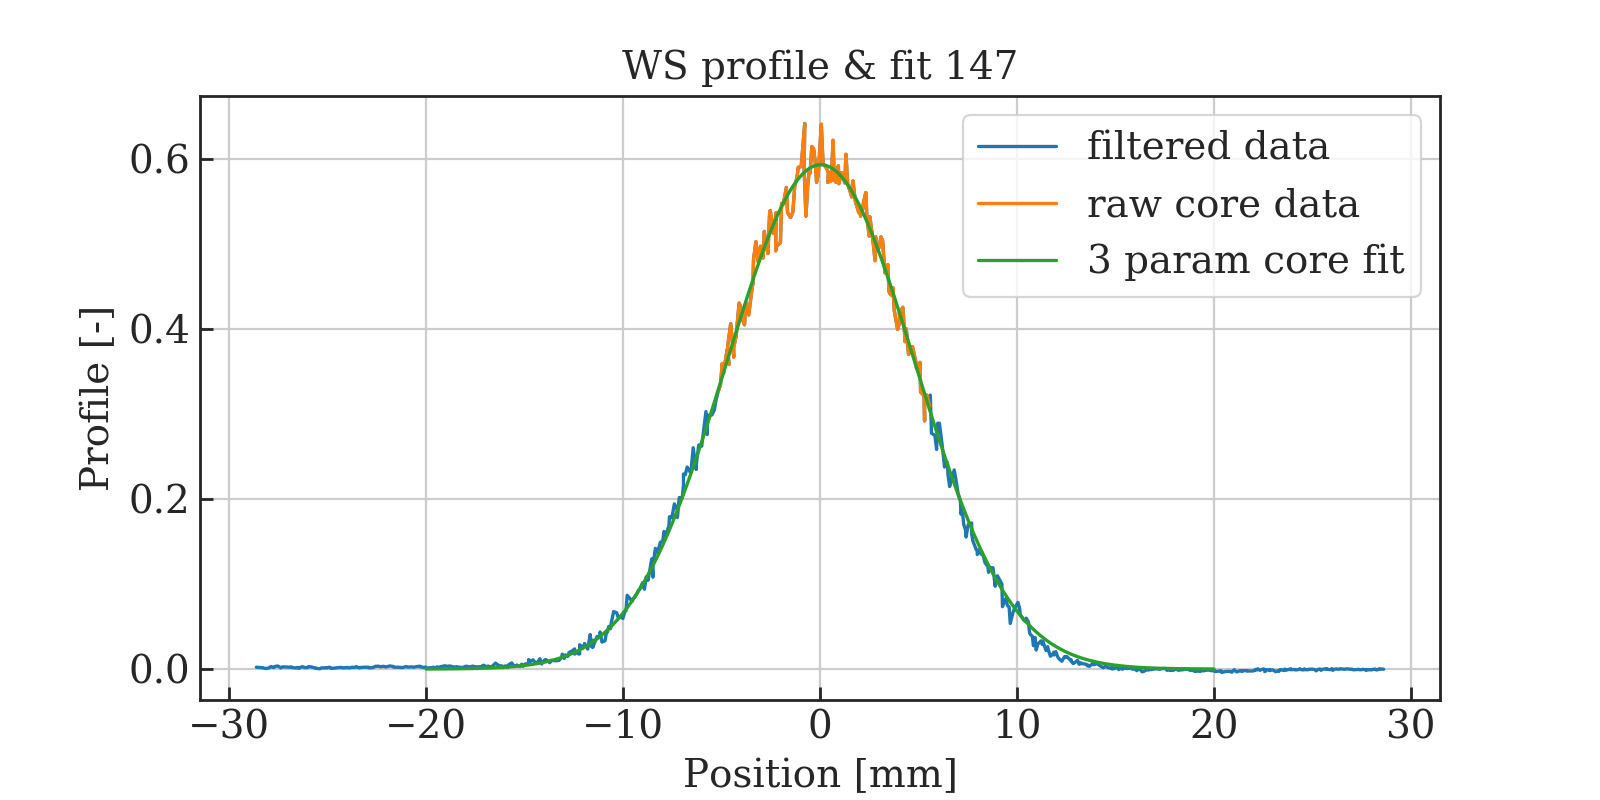 WS profile & fit 147
filtered data
raw core data
3 param core fit
Profile [-]
0.6
0.4
0.2
0.0
−30 −20 −10 0 10 20 30
Position [mm]